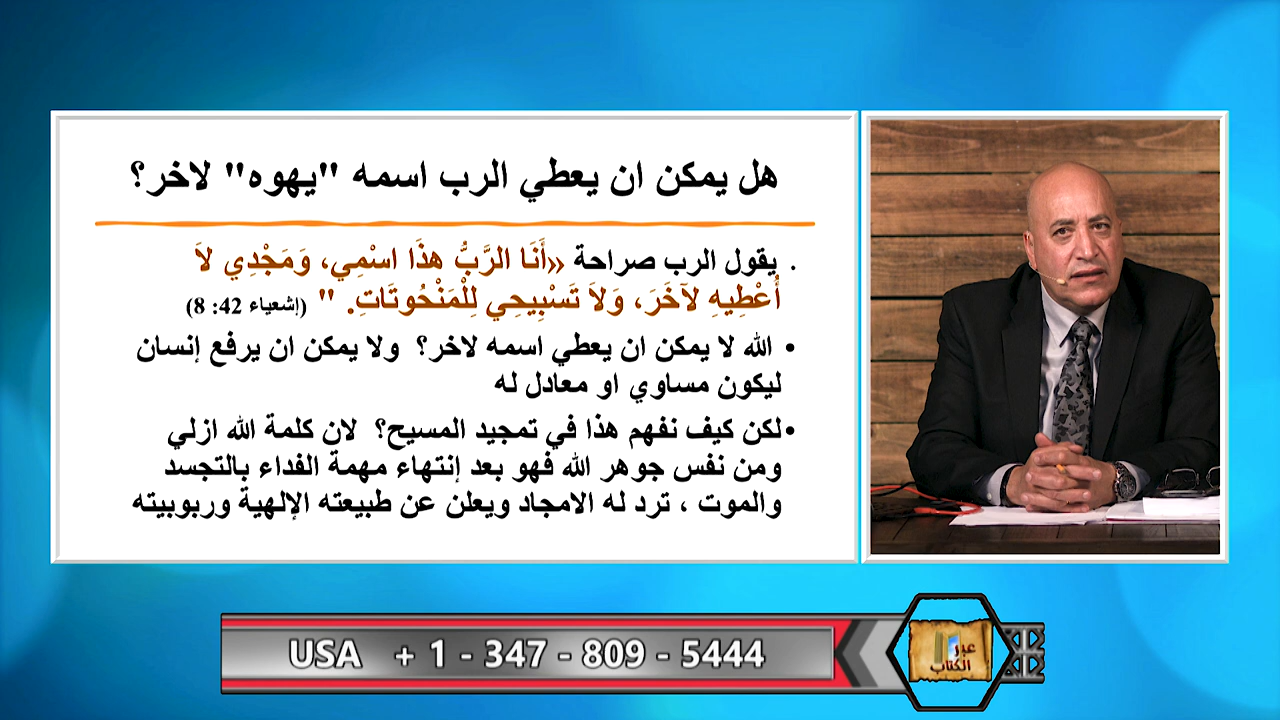 هل يمكن ان يعطي الرب اسمه "يهوه" لاخر؟
. يقول الرب صراحة «أَنَا الرَّبُّ هذَا اسْمِي، وَمَجْدِي لاَ
أُعْطِيهِ لآخَرَ، وَلاَ تَسْبِيحِي لِلْمَنْحُوتَاتِ. " (إشعياء 42: 8)
• الله لا يمكن ان يعطي اسمه لاخر؟ ولا يمكن ان يرفع إنسان
ليكون مساوي او معادل له
•لكن كيف نفهم هذا في تمجيد المسيح؟ لان كلمة الله ازلي
ومن نفس جوهر الله فهو بعد إنتهاء مهمة الفداء بالتجسد
والموت ، ترد له الامجاد ويعلن عن طبيعته الإلهية وربوبيته
USA + 1 - 347 - 809 - 5444
عبر
الكتاب